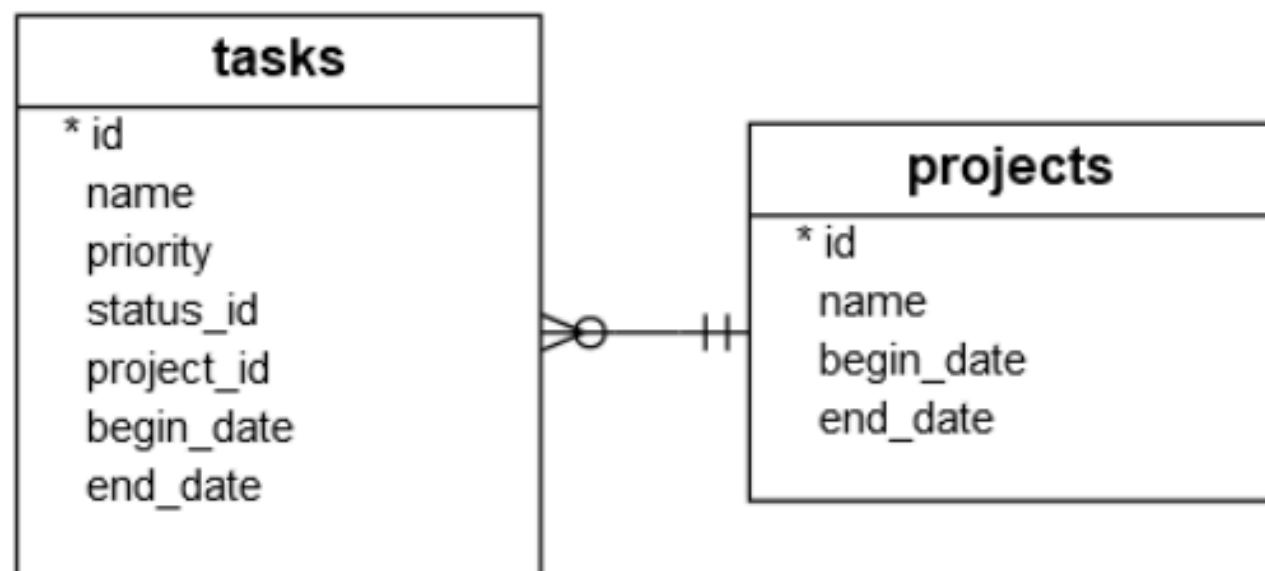 tasks
* id
name
priority
status_id
project_id
begin_date
end_date
projects
* id
name
begin_date
end_date